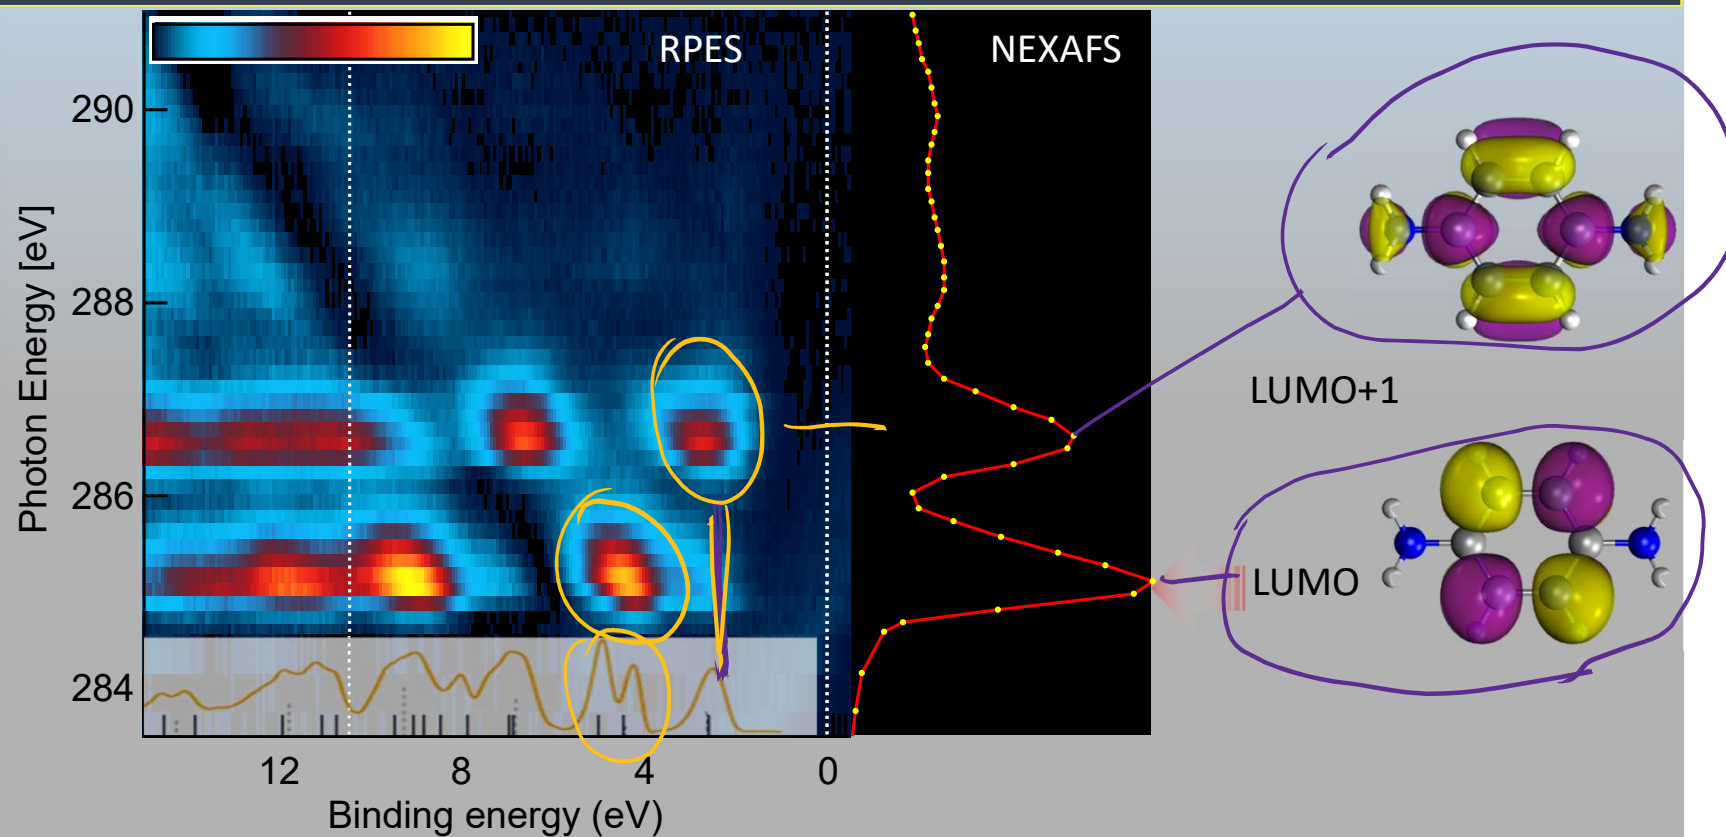 RPES
NEXAFS
290
288
286
284
Photon Energy [eV]
12
8
4
0
Binding energy (eV)
LUMO+1
LUMO